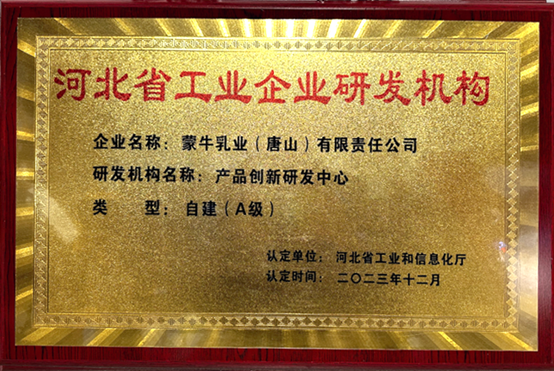 河北省工业企业研发机构
企业名称：蒙牛乳业（唐山）有限责任公司
研发机构名称：产品创新研发中心
类　型：自建（A级）
认定单位：河北省工业和信息化厅
认定时间：二〇二三年十二月